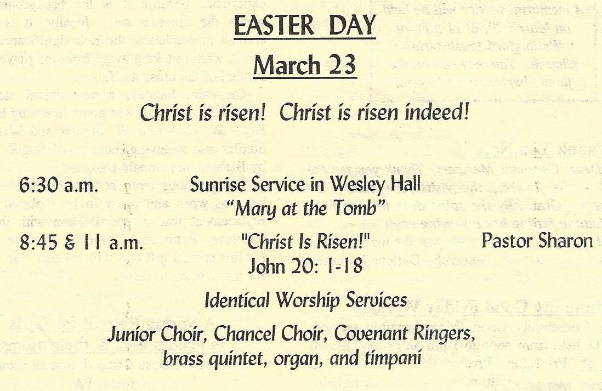 EASTER DAY
March 23
Christ is risen! Christ is risen indeed!
6:30 a.m. Sunrise Service in Wesley Hall
"Mary at the Tomb"
8:45 & 11 a.m. "Christ Is Risen!" Pastor Sharon
John 20: 1-18
Identical Worship Services
Junior Choir, Chancel Choir, Covenant Ringers,
brass quintet, organ, and timpani